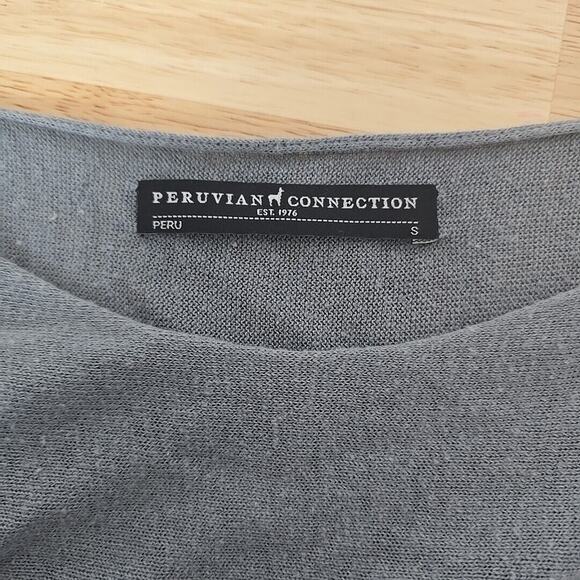 PERUVIAN CONNECTION
EST. 1976
PERU S